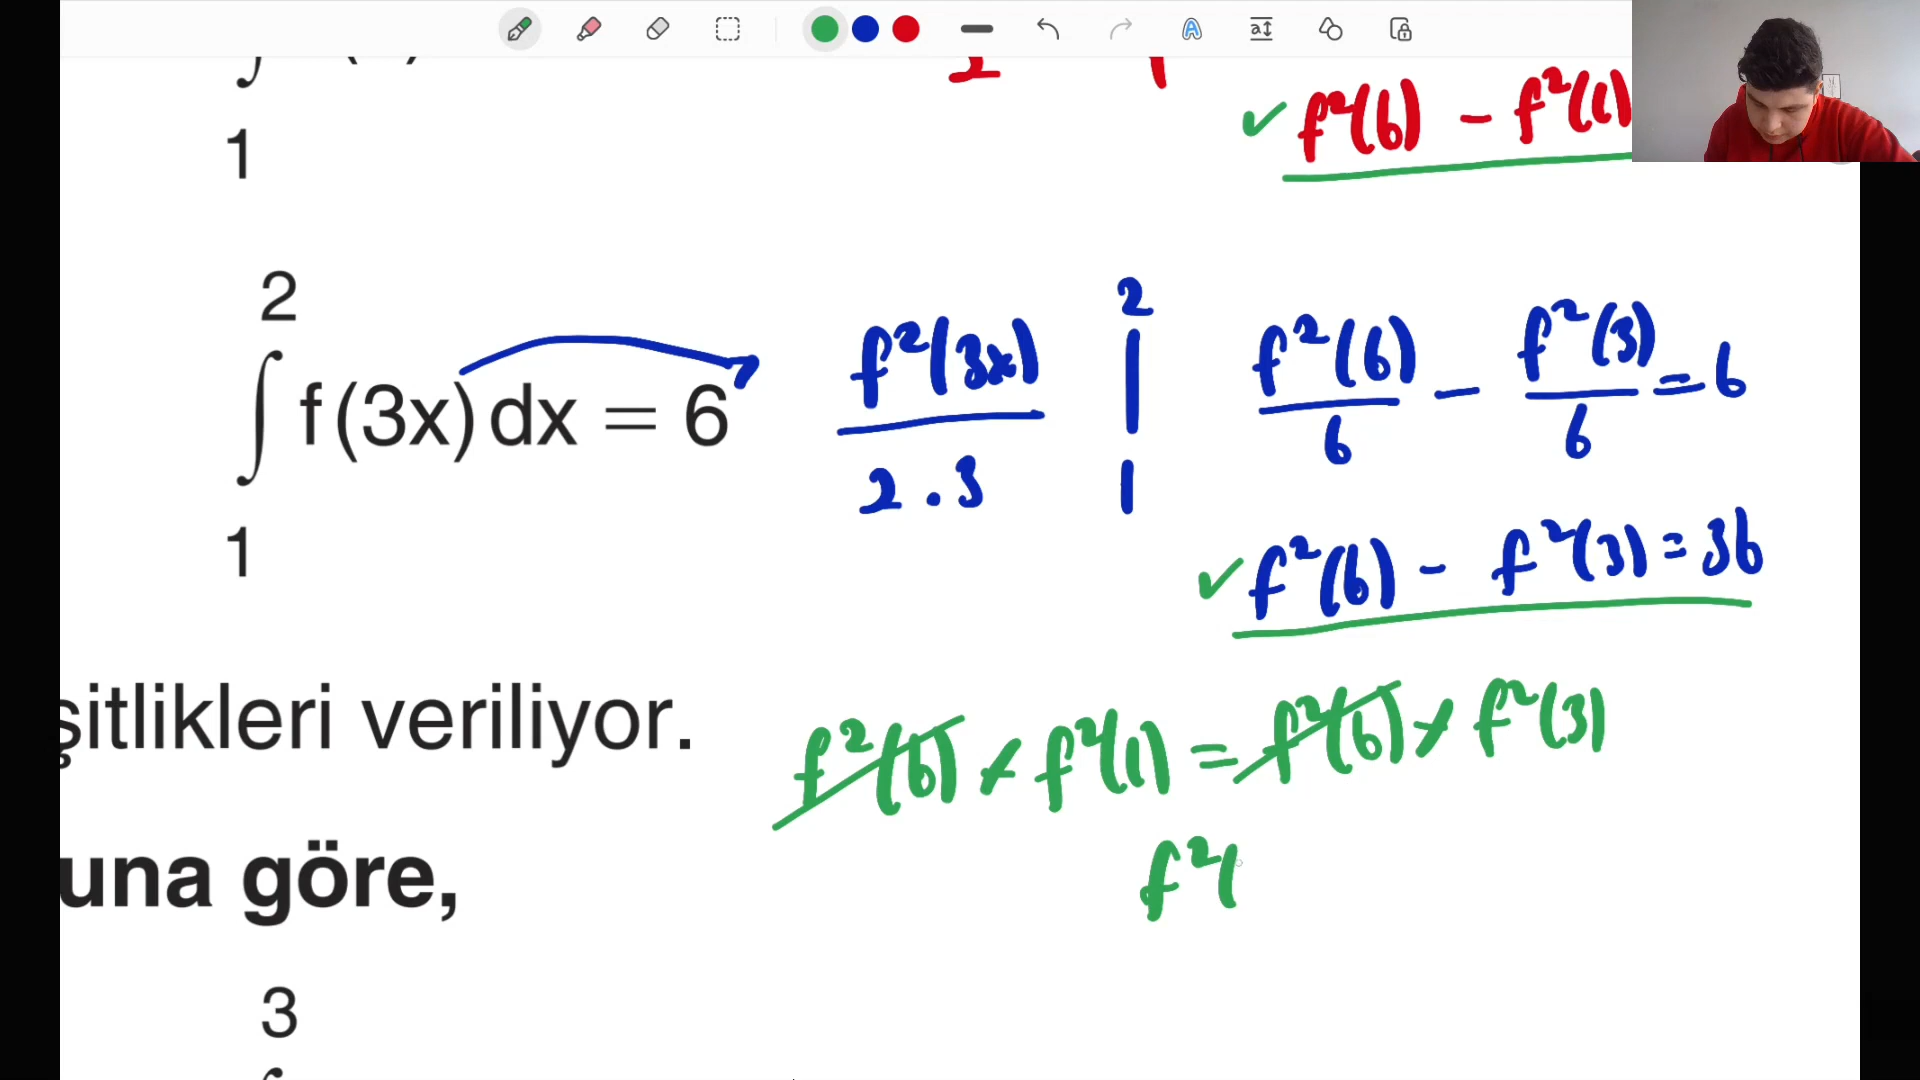 1
f²(6) - f²(1)
2
∫ f(3x) dx = 6
1
f²(3x)
2 . 3
2
1
f²(6)/6 - f²(3)/6 = 6
f²(6) - f²(3) = 36
şitlikleri veriliyor.
f²(6) - f²(1) = f²(6) - f²(3)
f²(
una göre,
3